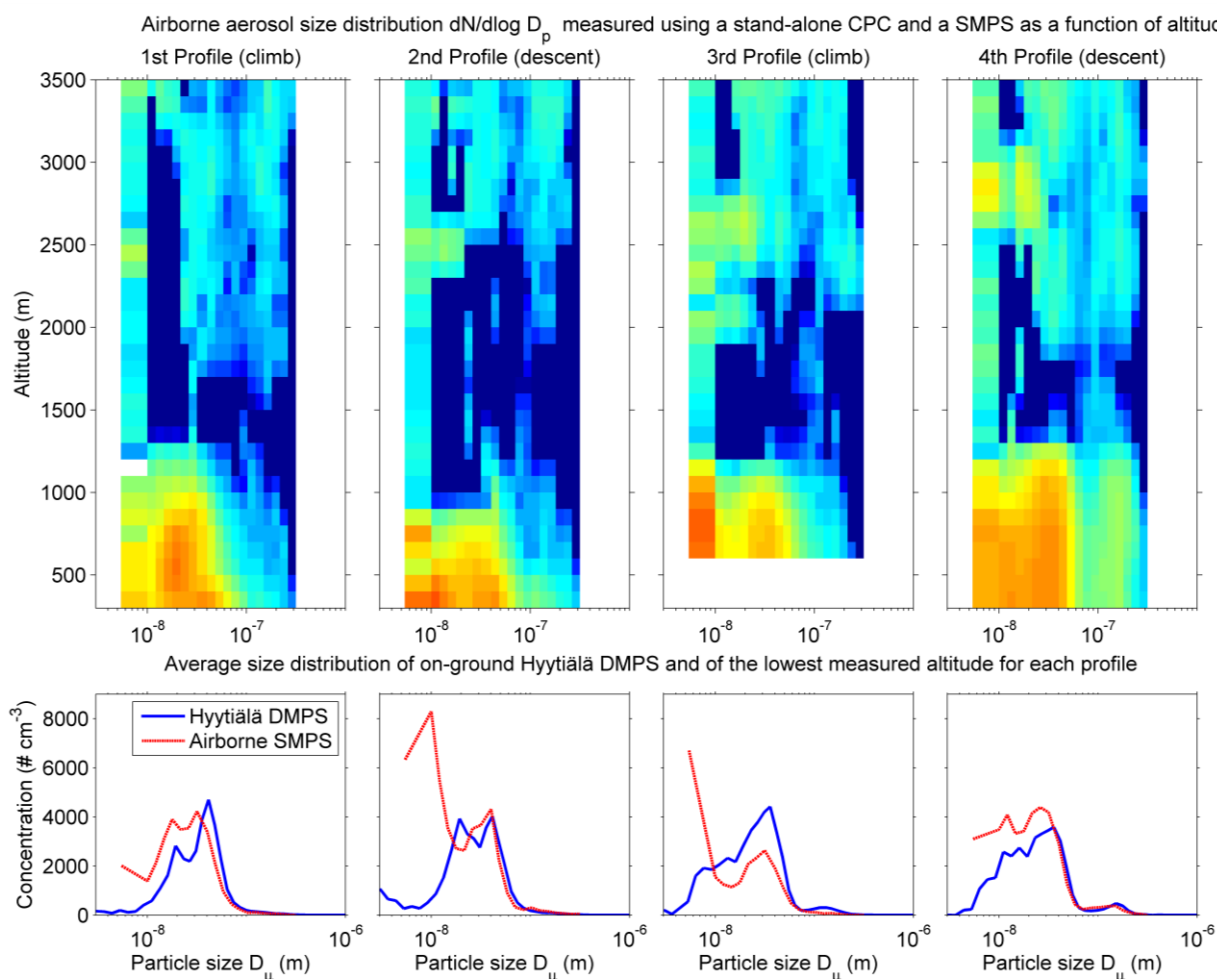 Airborne aerosol size distribution dN/dlog D_p measured using a stand-alone CPC and a SMPS as a function of altitud
1st Profile (climb) 2nd Profile (descent) 3rd Profile (climb) 4th Profile (descent)
3500
3000
2500
2000
1500
1000
500
Altitude (m)
10^-8 10^-7 10^-8 10^-7 10^-8 10^-7 10^-8 10^-7
Average size distribution of on-ground Hyytiälä DMPS and of the lowest measured altitude for each profile
8000
6000
4000
2000
0
Concentration (# cm^-3)
Hyytiälä DMPS
Airborne SMPS
10^-8 10^-6 10^-8 10^-6 10^-8 10^-6 10^-8 10^-6
Particle size D_μ (m) Particle size D_μ (m) Particle size D_μ (m) Particle size D_μ (m)